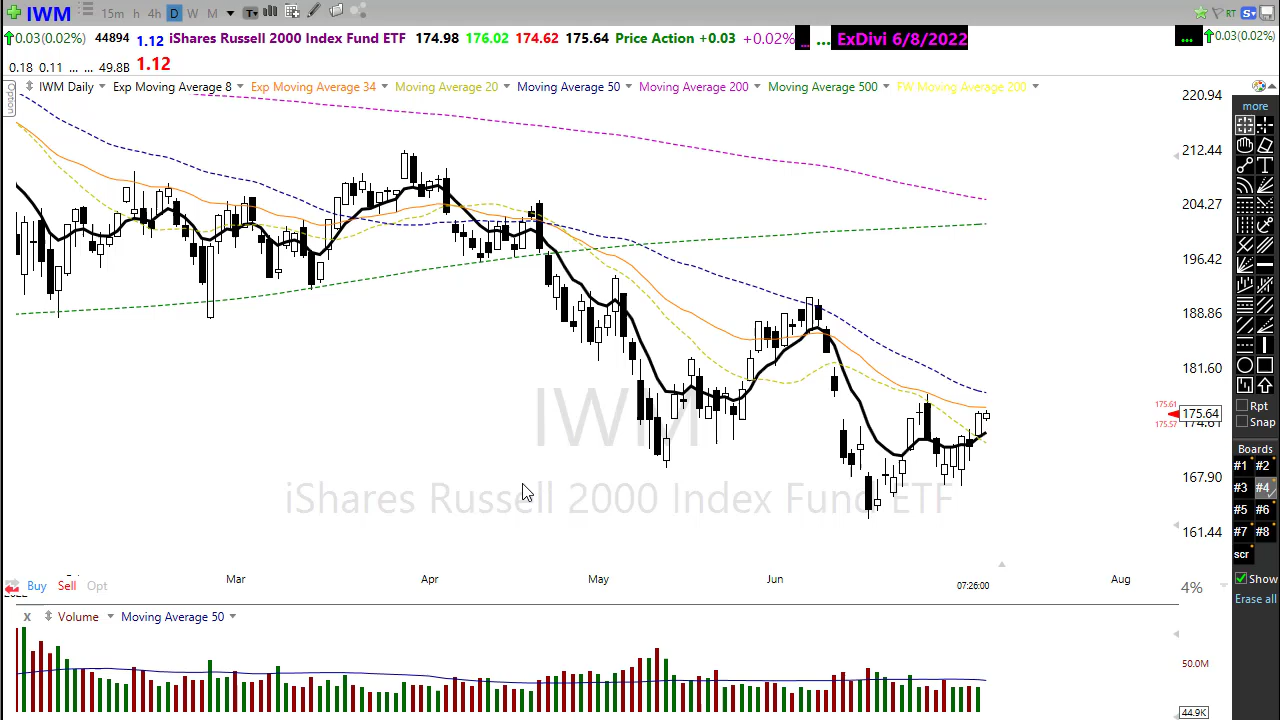 IWM 15m h 4h D W M T RT S
0.03(0.02%) 44894 1.12 iShares Russell 2000 Index Fund ETF 174.98 176.02 174.62 175.64 Price Action +0.03 +0.02% ... ... ExDivi 6/8/2022 ... 0.03(0.02%)
0.18 0.11 ... ... 49.8B 1.12
Option
IWM Daily Exp Moving Average 8 Exp Moving Average 34 Moving Average 20 Moving Average 50 Moving Average 200 Moving Average 500 FW Moving Average 200
220.94
212.44
204.27
196.42
188.86
181.60
175.61
175.64
175.57
174.61
167.90
161.44
IWM
iShares Russell 2000 Index Fund ETF
Mar Apr May Jun Aug
07:26:00
Buy Sell Opt
4%
X Volume Moving Average 50
50.0M
44.9K
more
T
Rpt
Snap
Boards
#1 #2
#3 #4
#5 #6
#7 #8
scr
Show
Erase all